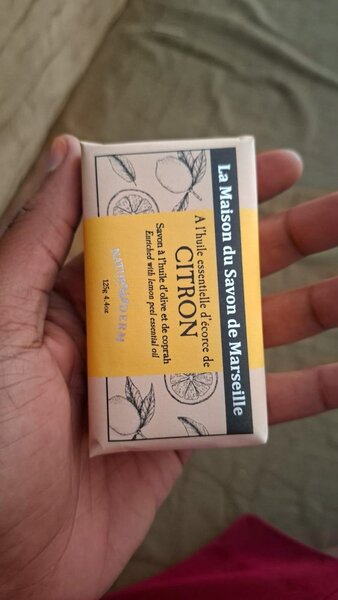 La Maison du Savon de Marseille
A l'huile essentielle d'écorce de
CITRON
Savon à l'huile d'olive et de coprah
Enriched with lemon peel essential oil
125g 4.4oz